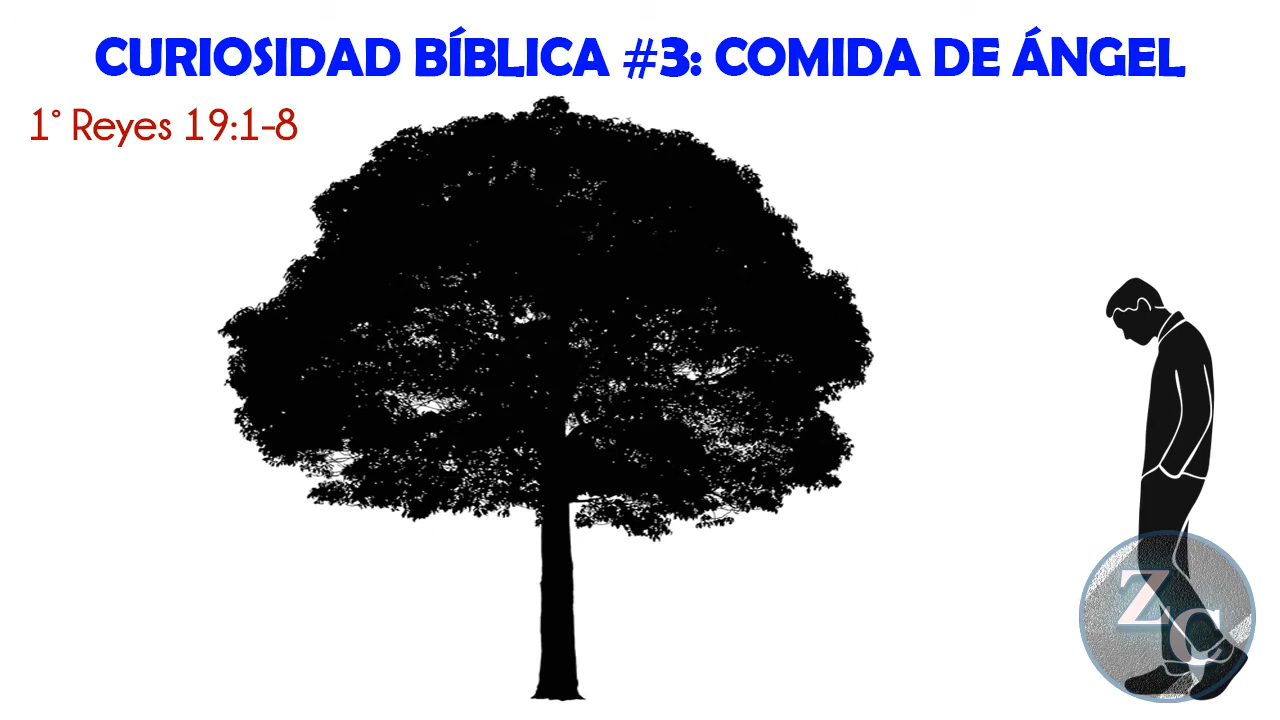 CURIOSIDAD BÍBLICA #3: COMIDA DE ÁNGEL
1° Reyes 19:1-8
ZC